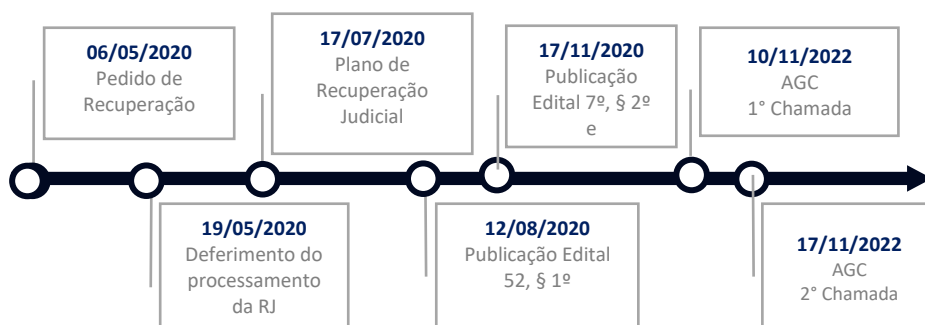 06/05/2020
Pedido de
Recuperação
17/07/2020
Plano de
Recuperação
Judicial
17/11/2020
Publicação
Edital 7º, § 2º
e
10/11/2022
AGC
1° Chamada
19/05/2020
Deferimento do
processamento
da RJ
12/08/2020
Publicação Edital
52, § 1º
17/11/2022
AGC
2° Chamada